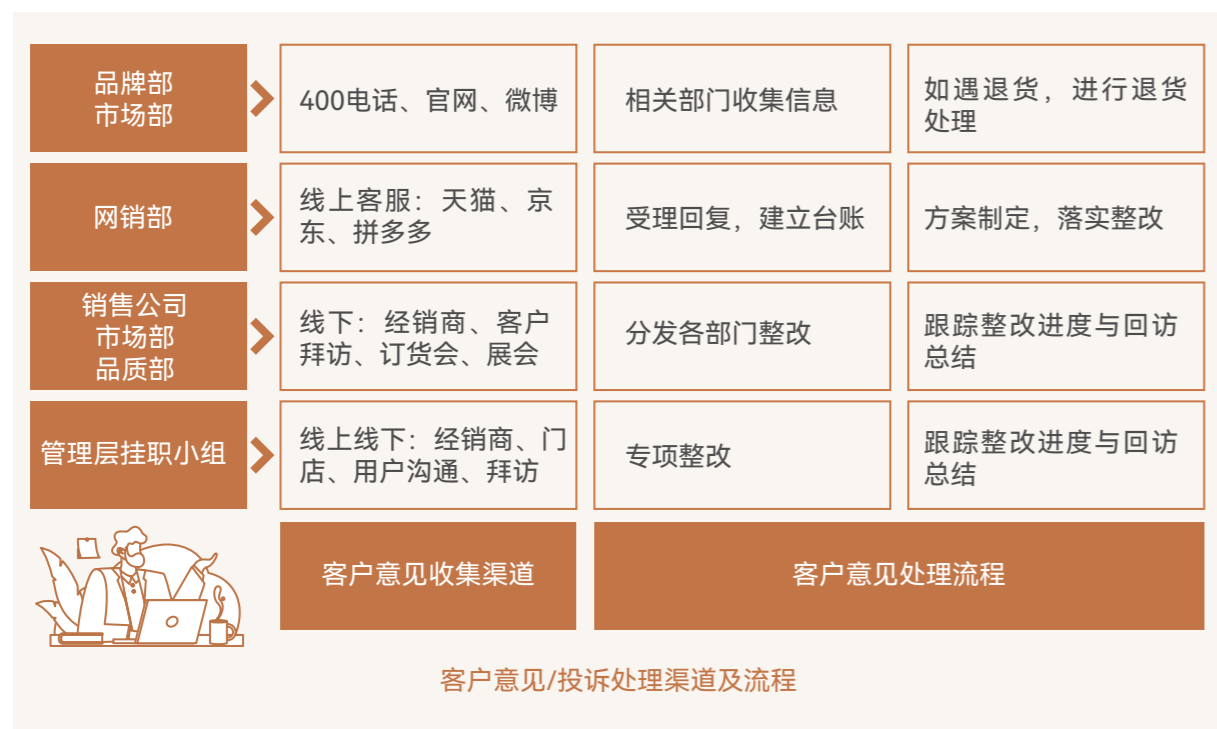 品牌部
市场部
400电话、官网、微博
相关部门收集信息
如遇退货，进行退货
处理
网销部
线上客服：天猫、京
东、拼多多
受理回复，建立台账
方案制定，落实整改
销售公司
市场部
品质部
线下：经销商、客户
拜访、订货会、展会
分发各部门整改
跟踪整改进度与回访
总结
管理层挂职小组
线上线下：经销商、门
店、用户沟通、拜访
专项整改
跟踪整改进度与回访
总结
客户意见收集渠道
客户意见处理流程
客户意见/投诉处理渠道及流程